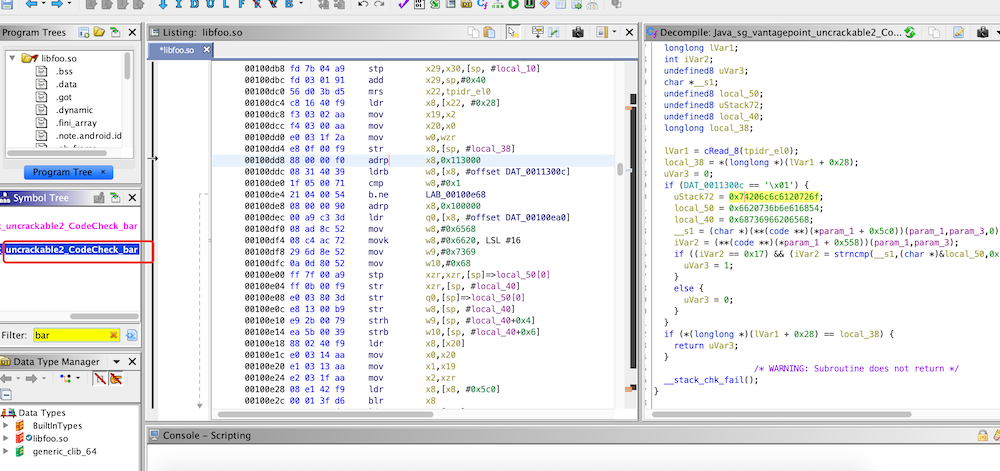 Program Trees
libfoo.so
.bss
.data
.got
.dynamic
.fini_array
.note.android.id
Program Tree
Symbol Tree
_uncrackable2_CodeCheck_bar
uncrackable2_CodeCheck_bar
Filter: bar
Data Type Manager
Data Types
BuiltInTypes
libfoo.so
generic_clib_64
Listing: libfoo.so
*libfoo.so
00100db8 fd 7b 04 a9 stp x29,x30,[sp, #local_10]
00100dbc fd 03 01 91 add x29,sp,#0x40
00100dc0 56 d0 3b d5 mrs x22,tpidr_el0
00100dc4 c8 16 40 f9 ldr x8,[x22, #0x28]
00100dc8 f3 03 02 aa mov x19,x2
00100dcc f4 03 00 aa mov x20,x0
00100dd0 e0 03 1f 2a mov w0,wzr
00100dd4 e8 0f 00 f9 str x8,[sp, #local_38]
00100dd8 88 00 00 f0 adrp x8,0x113000
00100ddc 08 31 40 39 ldrb w8,[x8, #offset DAT_0011300c]
00100de0 1f 05 00 71 cmp w8,#0x1
00100de4 21 04 00 54 b.ne LAB_00100e68
00100de8 08 00 00 90 adrp x8,0x100000
00100dec 00 a9 c3 3d ldr q0,[x8, #offset DAT_00100ea0]
00100df0 08 ad 8c 52 mov w8,#0x6568
00100df4 08 c4 ac 72 movk w8,#0x6620, LSL #16
00100df8 29 6d 8e 52 mov w9,#0x7369
00100dfc 0a 0d 80 52 mov w10,#0x68
00100e00 ff 7f 00 a9 stp xzr,xzr,[sp]=>local_50[0]
00100e04 ff 0b 00 f9 str xzr,[sp, #local_40]
00100e08 e0 03 80 3d str q0,[sp]=>local_50[0]
00100e0c e8 13 00 b9 str w8,[sp, #local_40]
00100e10 e9 2b 00 79 strh w9,[sp, #local_40+0x4]
00100e14 ea 5b 00 39 strb w10,[sp, #local_40+0x6]
00100e18 88 02 40 f9 ldr x8,[x20]
00100e1c e0 03 14 aa mov x0,x20
00100e20 e1 03 13 aa mov x1,x19
00100e24 e2 03 1f aa mov x2,xzr
00100e28 08 e1 42 f9 ldr x8,[x8, #0x5c0]
00100e2c 00 01 3f d6 blr x8
Decompile: Java_sg_vantagepoint_uncrackable2_Co...
longlong lVar1;
int iVar2;
undefined8 uVar3;
char *__s1;
undefined8 local_50;
undefined8 uStack72;
undefined8 local_40;
longlong local_38;
lVar1 = cRead_8(tpidr_el0);
local_38 = *(longlong *)(lVar1 + 0x28);
uVar3 = 0;
if (DAT_0011300c == '\x01') {
uStack72 = 0x74206c6c6120726f;
local_50 = 0x6620736b6e616854;
local_40 = 0x68736966206568;
__s1 = (char *)(**(code **)(*param_1 + 0x5c0))(param_1,param_3,0)
iVar2 = (**(code **)(*param_1 + 0x558))(param_1,param_3);
if ((iVar2 == 0x17) && (iVar2 = strncmp(__s1,(char *)&local_50,0x
uVar3 = 1;
}
else {
uVar3 = 0;
}
}
if (*(longlong *)(lVar1 + 0x28) == local_38) {
return uVar3;
}
/* WARNING: Subroutine does not return */
__stack_chk_fail();
}
Console - Scripting